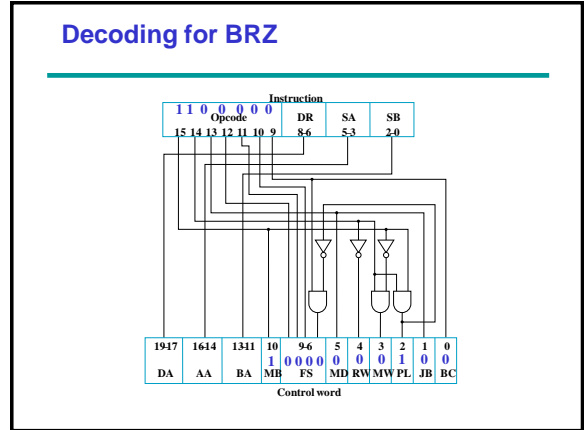 Decoding for BRZ
Instruction
1 1 0 0 0 0 0
Opcode DR SA SB
15 14 13 12 11 10 9 8-6 5-3 2-0
19-17 16-14 13-11 10 9-6 5 4 3 2 1 0
1 0 0 0 0 0 0 0 1 0 0
DA AA BA MB FS MD RW MW PL JB BC
Control word